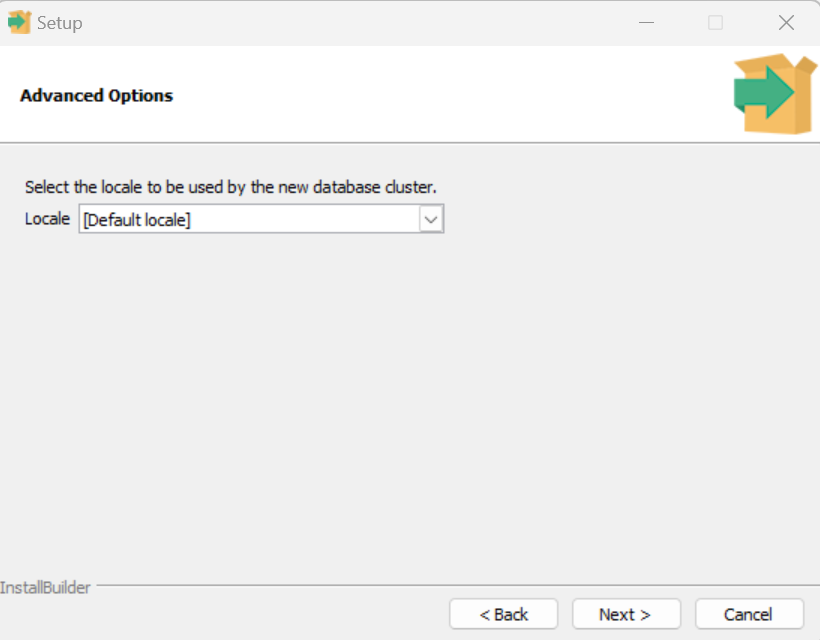 Setup
Advanced Options
Select the locale to be used by the new database cluster.
Locale [Default locale]
InstallBuilder
< Back Next > Cancel